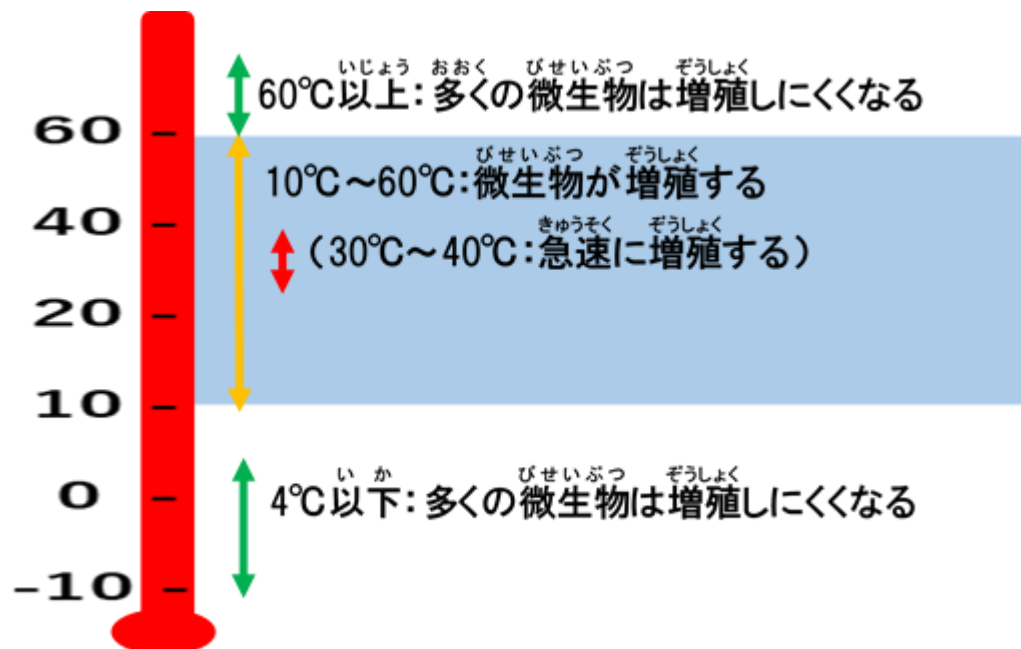 いじょう おおく びせいぶつ ぞうしょく
60℃以上：多くの微生物は増殖しにくくなる
60
びせいぶつ ぞうしょく
10℃～60℃：微生物が増殖する
40
きゅうそく ぞうしょく
（30℃～40℃：急速に増殖する）
20
10
いか びせいぶつ ぞうしょく
4℃以下：多くの微生物は増殖しにくくなる
0
-10